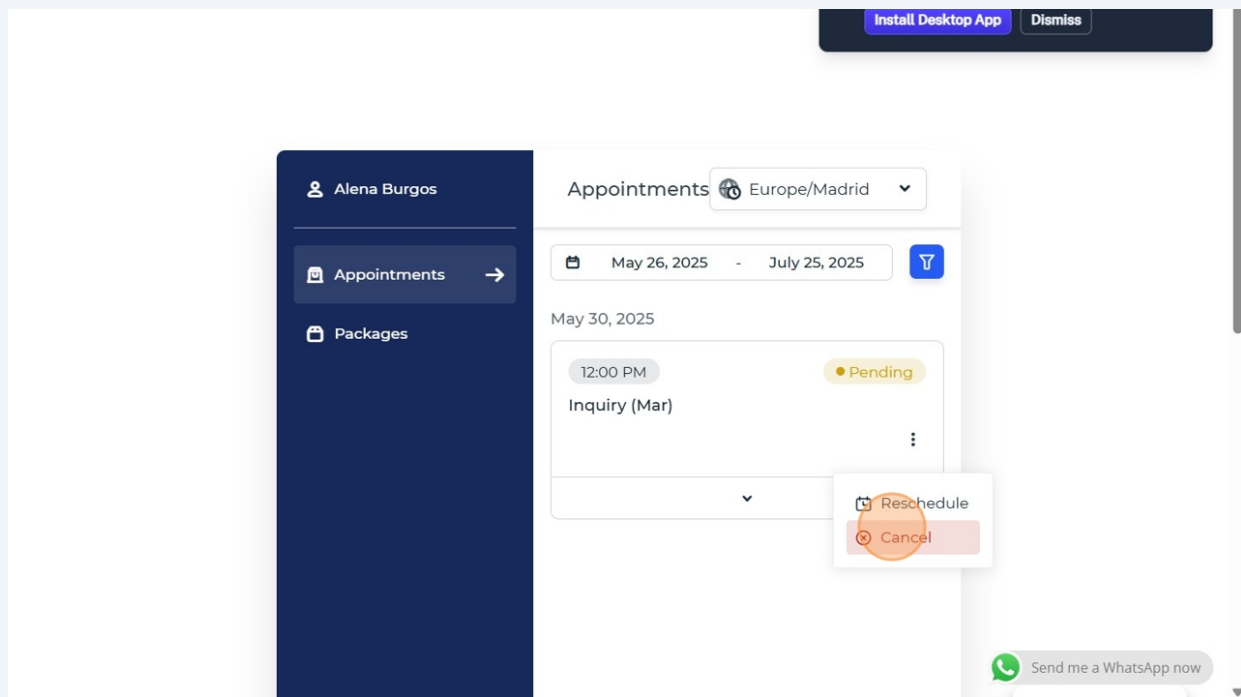 Install Desktop App Dismiss
Alena Burgos
Appointments
Packages
Appointments Europe/Madrid
May 26, 2025 - July 25, 2025
May 30, 2025
12:00 PM Pending
Inquiry (Mar)
Reschedule
Cancel
Send me a WhatsApp now